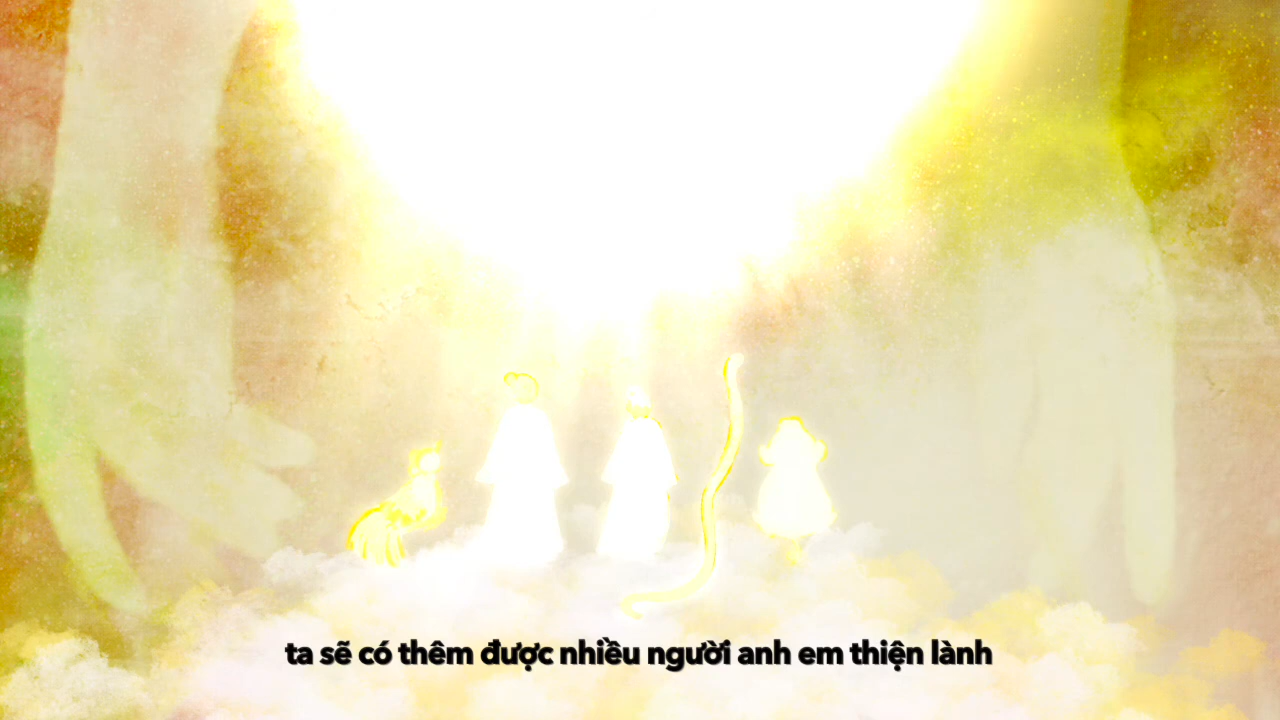 ta sẽ có thêm được nhiều người anh em thiện lành